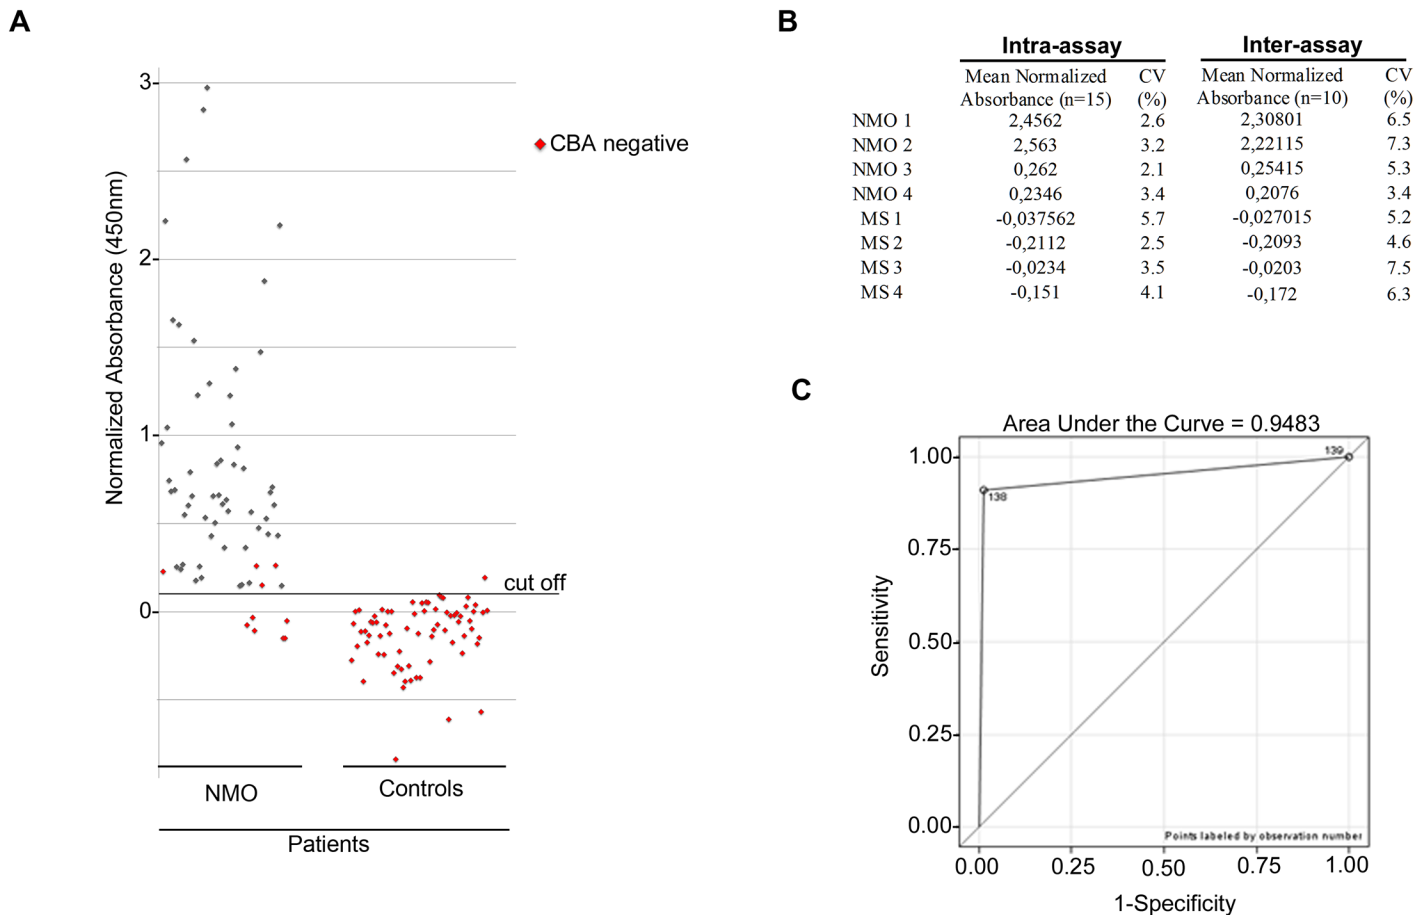 A
3
2
1
0
Normalized Absorbance (450nm)
CBA negative
cut off
NMO
Controls
Patients
B
Intra-assay Inter-assay
Mean Normalized CV Mean Normalized CV
Absorbance (n=15) (%) Absorbance (n=10) (%)
NMO 1 2,4562 2.6 2,30801 6.5
NMO 2 2,563 3.2 2,22115 7.3
NMO 3 0,262 2.1 0,25415 5.3
NMO 4 0,2346 3.4 0,2076 3.4
MS 1 -0,037562 5.7 -0,027015 5.2
MS 2 -0,2112 2.5 -0,2093 4.6
MS 3 -0,0234 3.5 -0,0203 7.5
MS 4 -0,151 4.1 -0,172 6.3
C
Area Under the Curve = 0.9483
1.00
0.75
0.50
0.25
0.00
Sensitivity
139
138
Points labeled by observation number
0.00 0.25 0.50 0.75 1.00
1-Specificity